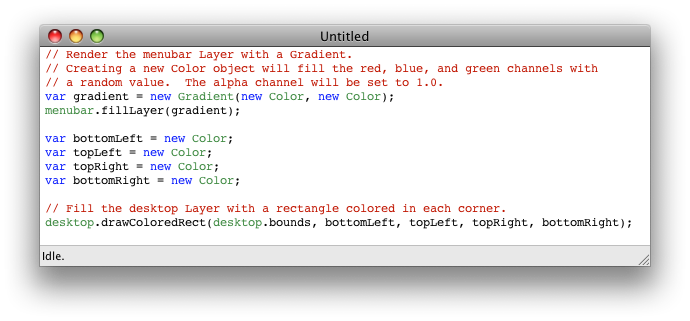 Untitled
// Render the menubar Layer with a Gradient.
// Creating a new Color object will fill the red, blue, and green channels with
// a random value.  The alpha channel will be set to 1.0.
var gradient = new Gradient(new Color, new Color);
menubar.fillLayer(gradient);
var bottomLeft = new Color;
var topLeft = new Color;
var topRight = new Color;
var bottomRight = new Color;
// Fill the desktop Layer with a rectangle colored in each corner.
desktop.drawColoredRect(desktop.bounds, bottomLeft, topLeft, topRight, bottomRight);
Idle.